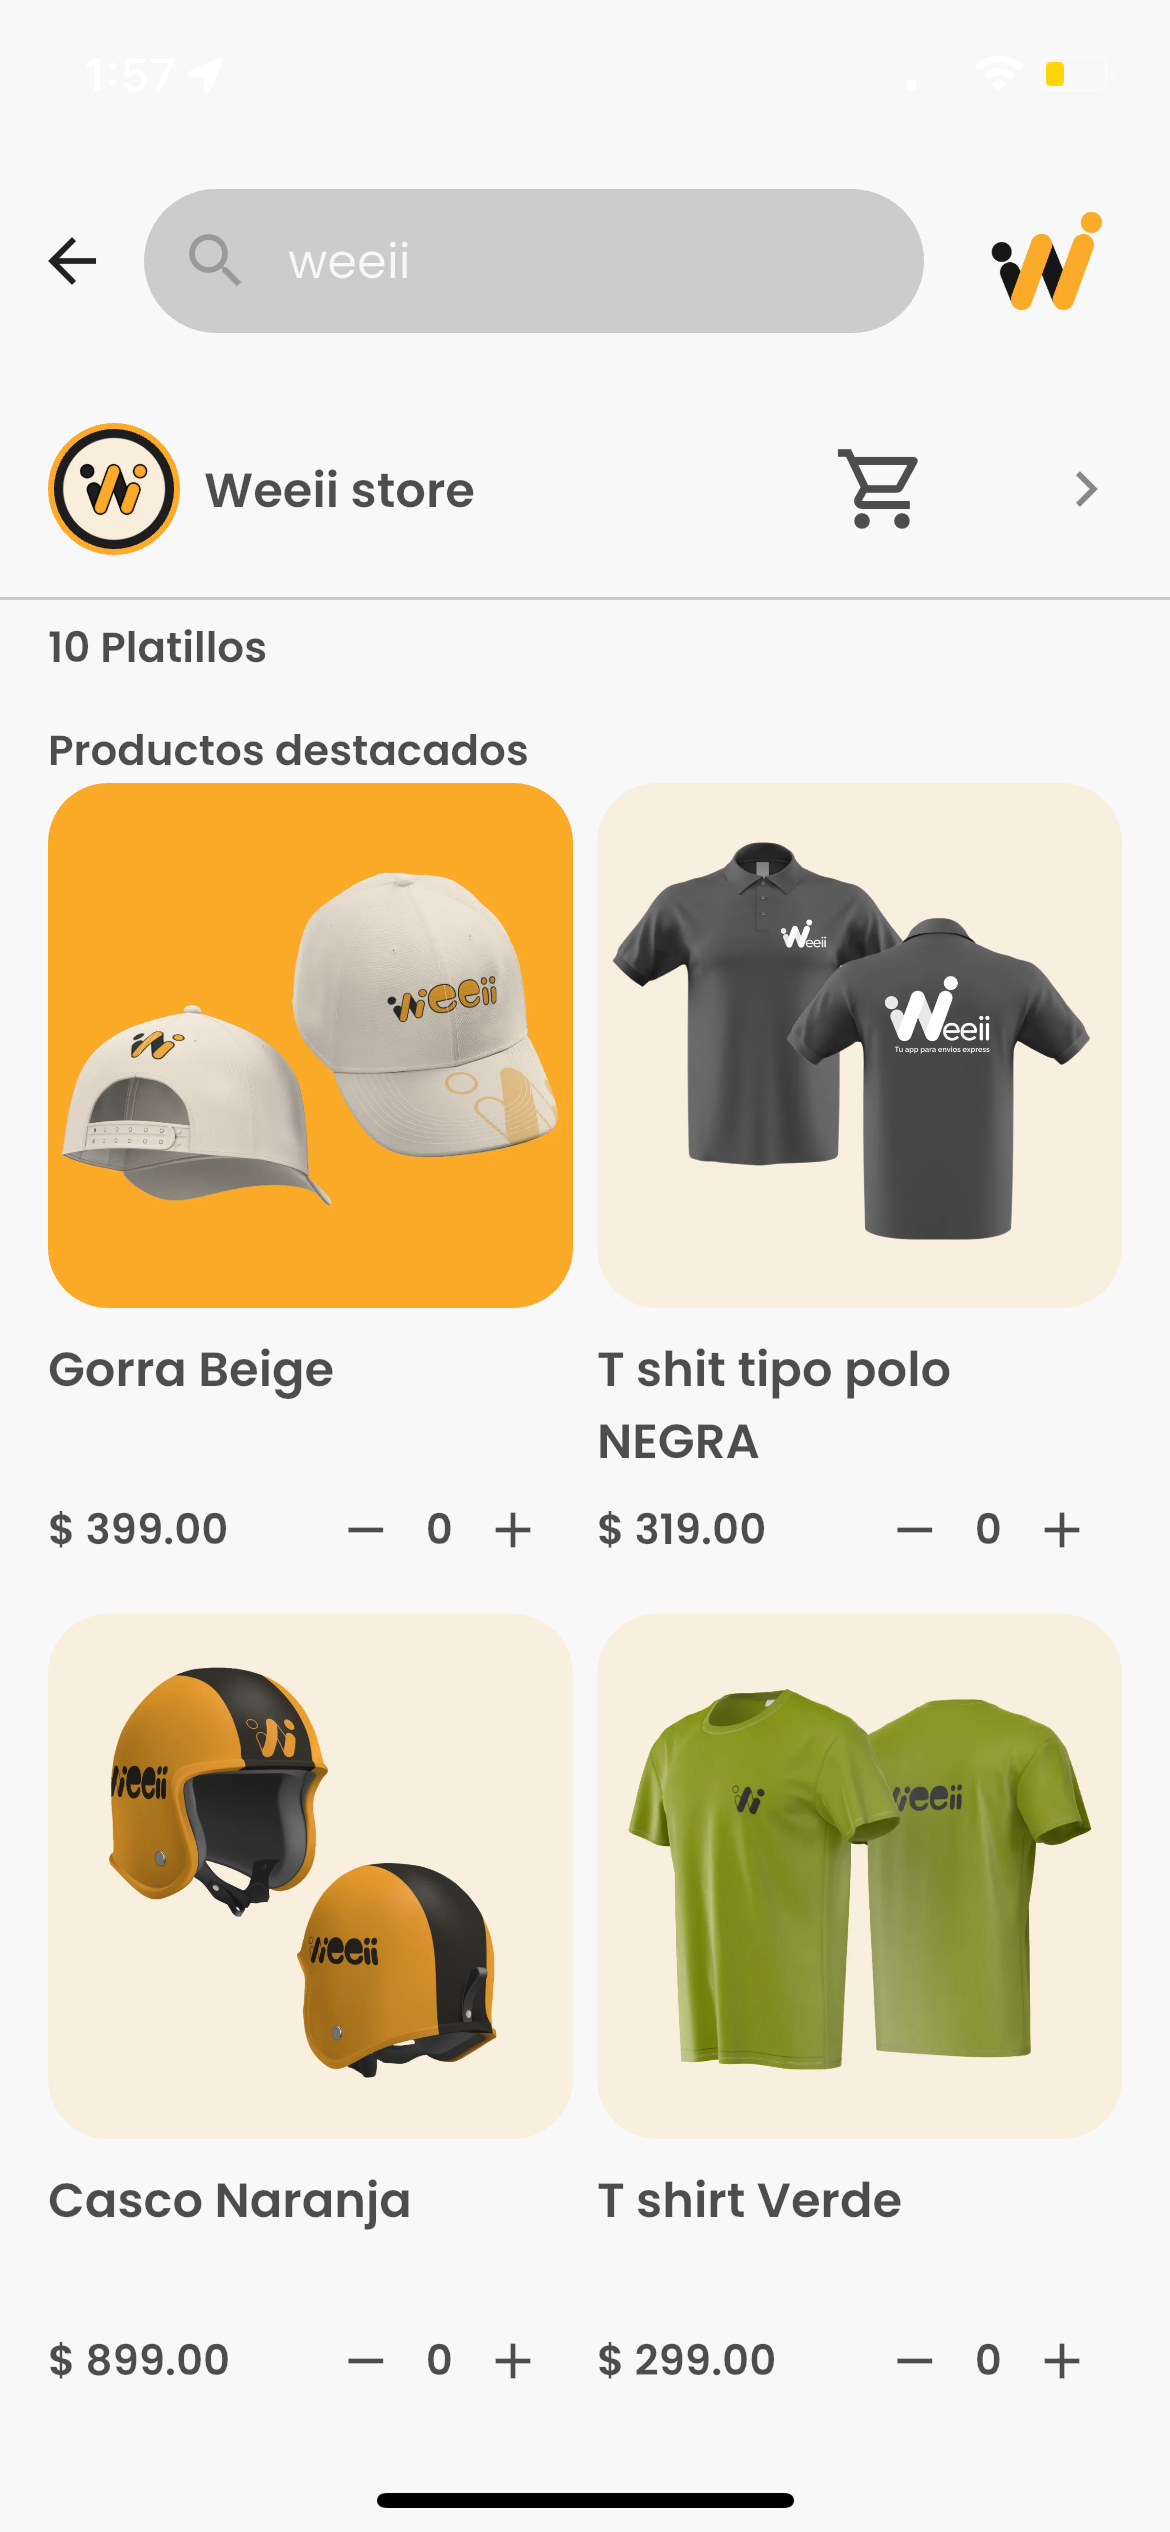 1:57
weeii
Weeii store
10 Platillos
Productos destacados
weeii
Weeii
Weeii
Tu app para envios express
Gorra Beige
T shit tipo polo
NEGRA
$ 399.00
0
$ 319.00
0
weeii
weeii
weeii
Casco Naranja
T shirt Verde
$ 899.00
0
$ 299.00
0